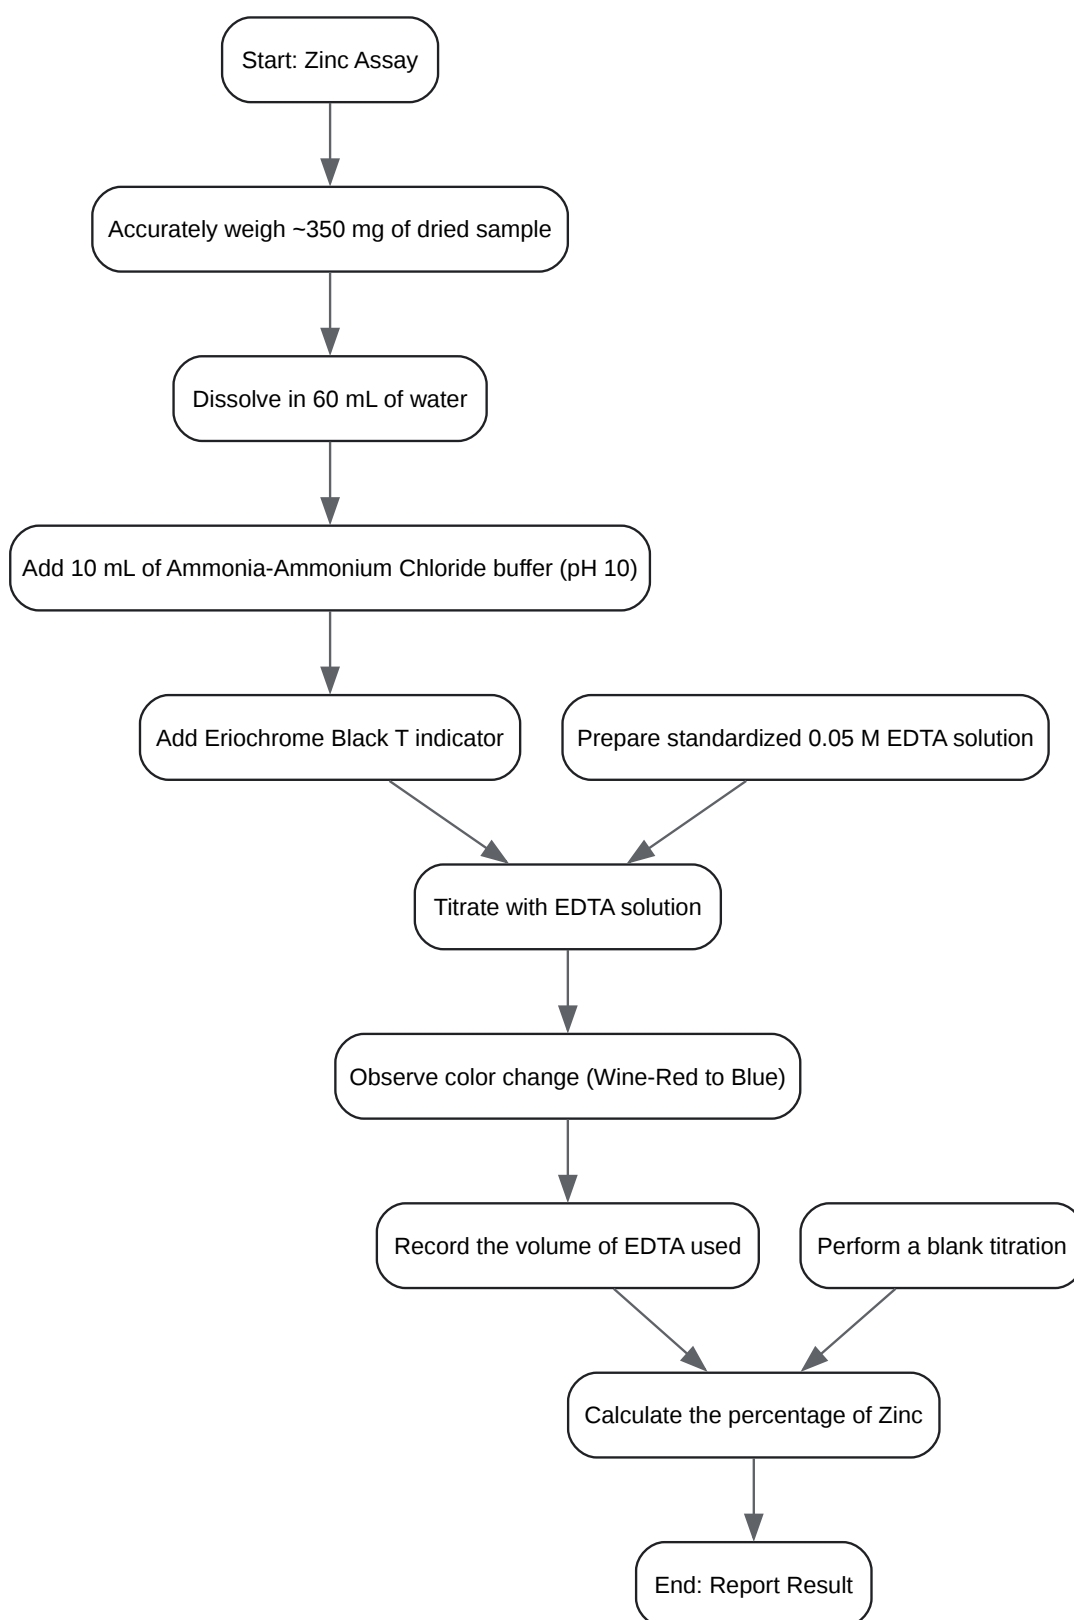 Start: Zinc Assay
Accurately weigh ~350 mg of dried sample
Dissolve in 60 mL of water
Add 10 mL of Ammonia-Ammonium Chloride buffer (pH 10)
Add Eriochrome Black T indicator
Prepare standardized 0.05 M EDTA solution
Titrate with EDTA solution
Observe color change (Wine-Red to Blue)
Record the volume of EDTA used
Perform a blank titration
Calculate the percentage of Zinc
End: Report Result